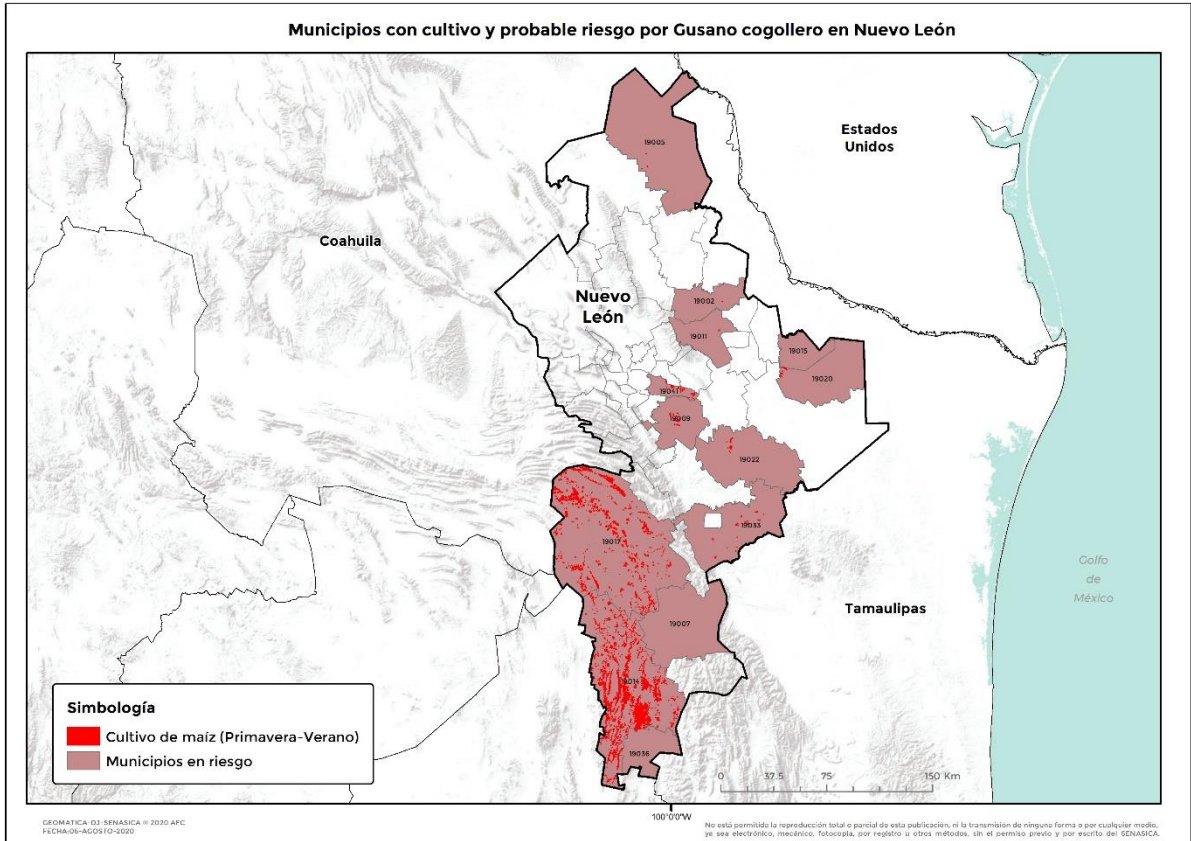 Municipios con cultivo y probable riesgo por Gusano cogollero en Nuevo León
Estados
Unidos
19005
Coahuila
Nuevo
León
19002
19011
19015
19020
19041
19009
19022
19033
19017
Golfo
de
México
Tamaulipas
19007
19014
19036
Simbología
Cultivo de maíz (Primavera-Verano)
Municipios en riesgo
0 37.5 75 150 Km
100°0'0"W
GEOMATICA-DJ-SENASICA © 2020 AFC
FECHA:06-AGOSTO-2020
No está permitido la reproducción total o parcial de esta publicación, ni la transmisión de ninguna forma o por cualquier medio,
ya sea electrónico, mecánico, fotocopia, por registro u otros métodos, sin el permiso previo y por escrito del SENASICA.